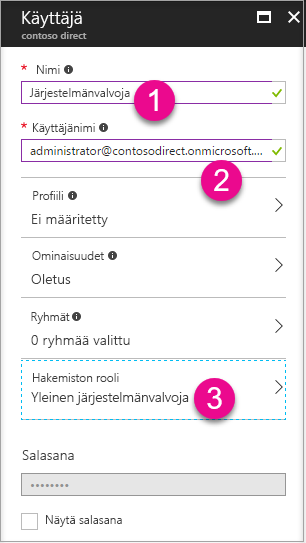 Käyttäjä
contoso direct
* Nimi
Järjestelmänvalvoja
1
* Käyttäjänimi
administrator@contosodirect.onmicrosoft....
2
Profiili
Ei määritetty
Ominaisuudet
Oletus
Ryhmät
0 ryhmää valittu
Hakemiston rooli
Yleinen järjestelmänvalvoja
3
Salasana
••••••••
Näytä salasana